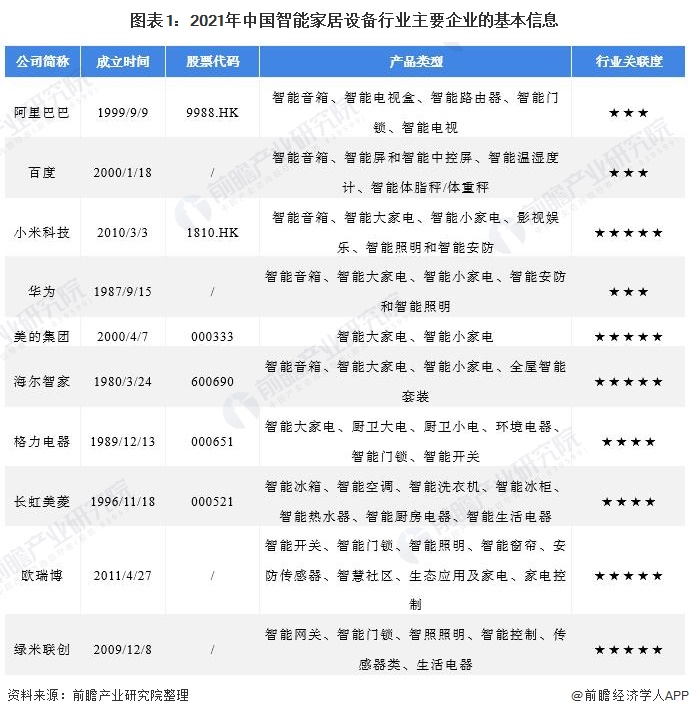 图表1：2021年中国智能家居设备行业主要企业的基本信息
公司简称 成立时间 股票代码 产品类型 行业关联度
阿里巴巴 1999/9/9 9988.HK 智能音箱、智能电视盒、智能路由器、智能门
锁、智能电视 ★★★
百度 2000/1/18 / 智能音箱、智能屏和智能中控屏、智能温湿度
计、智能体脂秤/体重秤 ★★★
小米科技 2010/3/3 1810.HK 智能音箱、智能大家电、智能小家电、影视娱
乐、智能照明和智能安防 ★★★★★
华为 1987/9/15 / 智能音箱、智能大家电、智能小家电、智能安防
和智能照明 ★★★
美的集团 2000/4/7 000333 智能大家电、智能小家电 ★★★★★
海尔智家 1980/3/24 600690 智能音箱、智能大家电、智能小家电、全屋智能
套装 ★★★★★
格力电器 1989/12/13 000651 智能大家电、厨卫大电、厨卫小电、环境电器、
智能门锁、智能开关 ★★★★
长虹美菱 1996/11/18 000521 智能冰箱、智能空调、智能洗衣机、智能冰柜、
智能热水器、智能厨房电器、智能生活电器 ★★★★
欧瑞博 2011/4/27 / 智能开关、智能门锁、智能照明、智能窗帘、安
防传感器、智慧社区、生态应用及家电、家电控
制 ★★★★★
绿米联创 2009/12/8 / 智能网关、智能门锁、智照照明、智能控制、传
感器类、生活电器 ★★★★★
资料来源：前瞻产业研究院整理 @前瞻经济学人APP
前瞻产业研究院